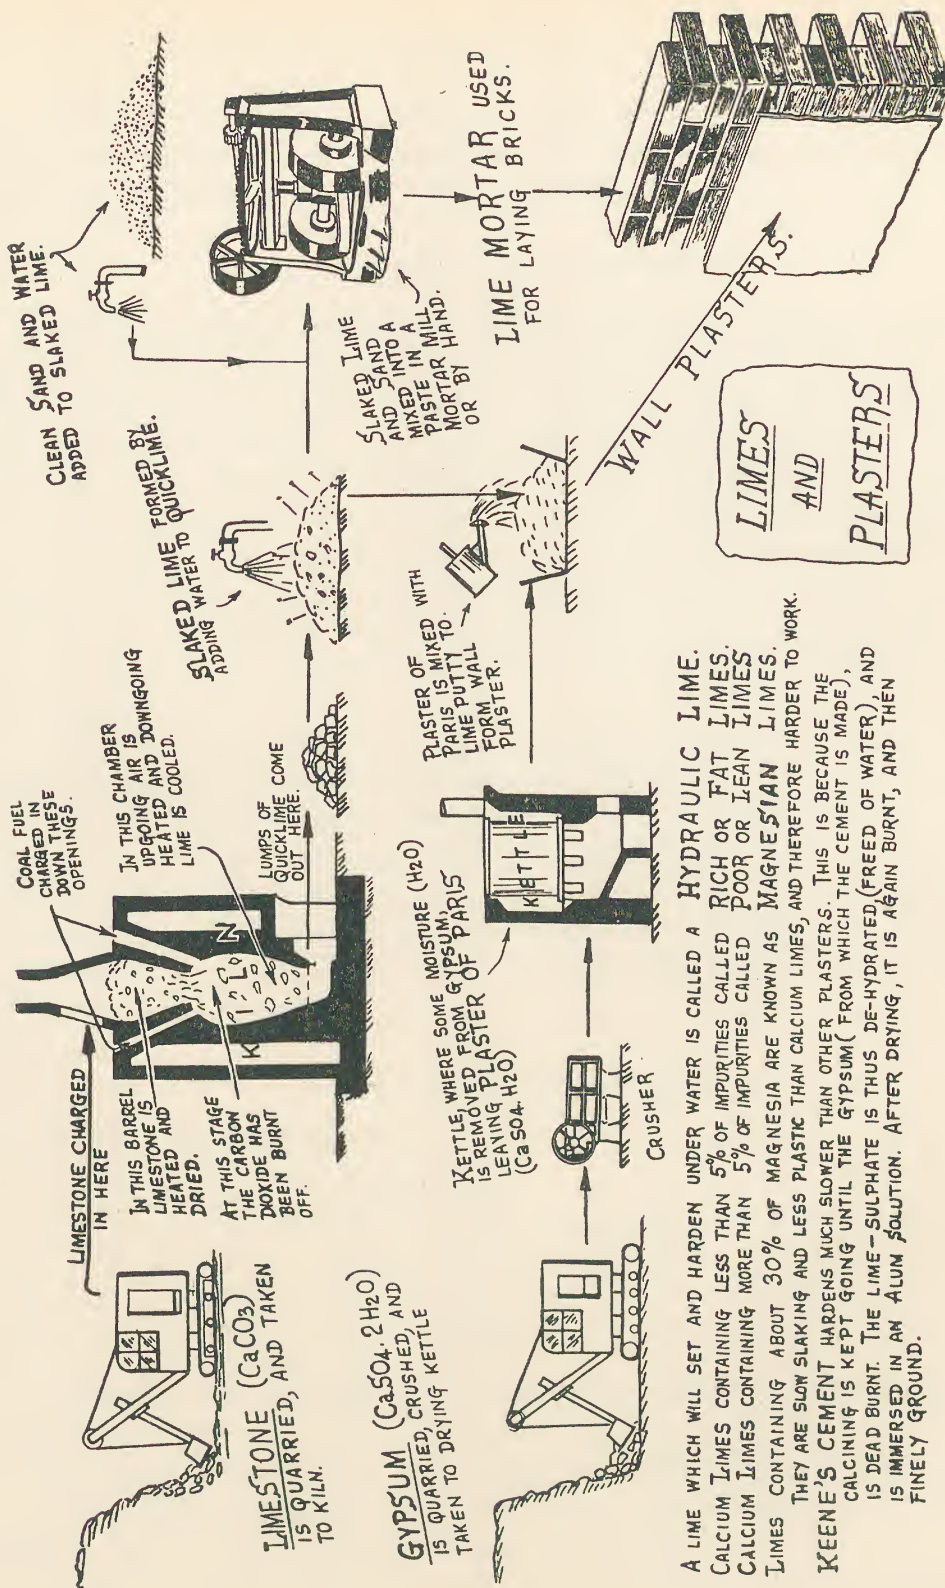 LIMESTONE CHARGED
IN HERE
COAL FUEL
CHARGED IN
DOWN THESE
OPENINGS.
IN THIS CHAMBER
UPGOING AIR IS
HEATED AND DOWNGOING
LIME IS COOLED.
SLAKED LIME FORMED BY
ADDING WATER TO QUICKLIME.
CLEAN SAND AND WATER
ADDED TO SLAKED LIME.
IN THIS BARREL
LIMESTONE IS
HEATED AND
DRIED.
AT THIS STAGE
THE CARBON
DIOXIDE HAS
BEEN BURNT
OFF.
KILN
LUMPS OF
QUICKLIME COME
OUT HERE.
LIMESTONE (CaCO3)
IS QUARRIED, AND TAKEN
TO KILN.
SLAKED LIME
AND SAND
MIXED INTO A
PASTE IN A
MORTAR MILL
OR BY HAND.
LIME MORTAR USED
FOR LAYING BRICKS.
GYPSUM (CaSO4.2H2O)
IS QUARRIED, CRUSHED, AND
TAKEN TO DRYING KETTLE
CRUSHER
KETTLE, WHERE SOME MOISTURE (H2O)
IS REMOVED FROM GYPSUM,
LEAVING PLASTER OF PARIS
(CaSO4.H2O)
KETTLE
PLASTER OF
PARIS IS MIXED WITH
LIME PUTTY TO
FORM WALL
PLASTER.
WALL PLASTERS.
LIMES
AND
PLASTERS
A LIME WHICH WILL SET AND HARDEN UNDER WATER IS CALLED A HYDRAULIC LIME.
CALCIUM LIMES CONTAINING LESS THAN 5% OF IMPURITIES CALLED RICH OR FAT LIMES.
CALCIUM LIMES CONTAINING MORE THAN 5% OF IMPURITIES CALLED POOR OR LEAN LIMES
LIMES CONTAINING ABOUT 30% OF MAGNESIA ARE KNOWN AS MAGNESIAN LIMES.
THEY ARE SLOW SLAKING AND LESS PLASTIC THAN CALCIUM LIMES, AND THEREFORE HARDER TO WORK.
KEENE'S CEMENT HARDENS MUCH SLOWER THAN OTHER PLASTERS. THIS IS BECAUSE THE
CALCINING IS KEPT GOING UNTIL THE GYPSUM (FROM WHICH THE CEMENT IS MADE),
IS DEAD BURNT. THE LIME-SULPHATE IS THUS DE-HYDRATED (FREED OF WATER), AND
IS IMMERSED IN AN ALUM SOLUTION. AFTER DRYING, IT IS AGAIN BURNT, AND THEN
FINELY GROUND.